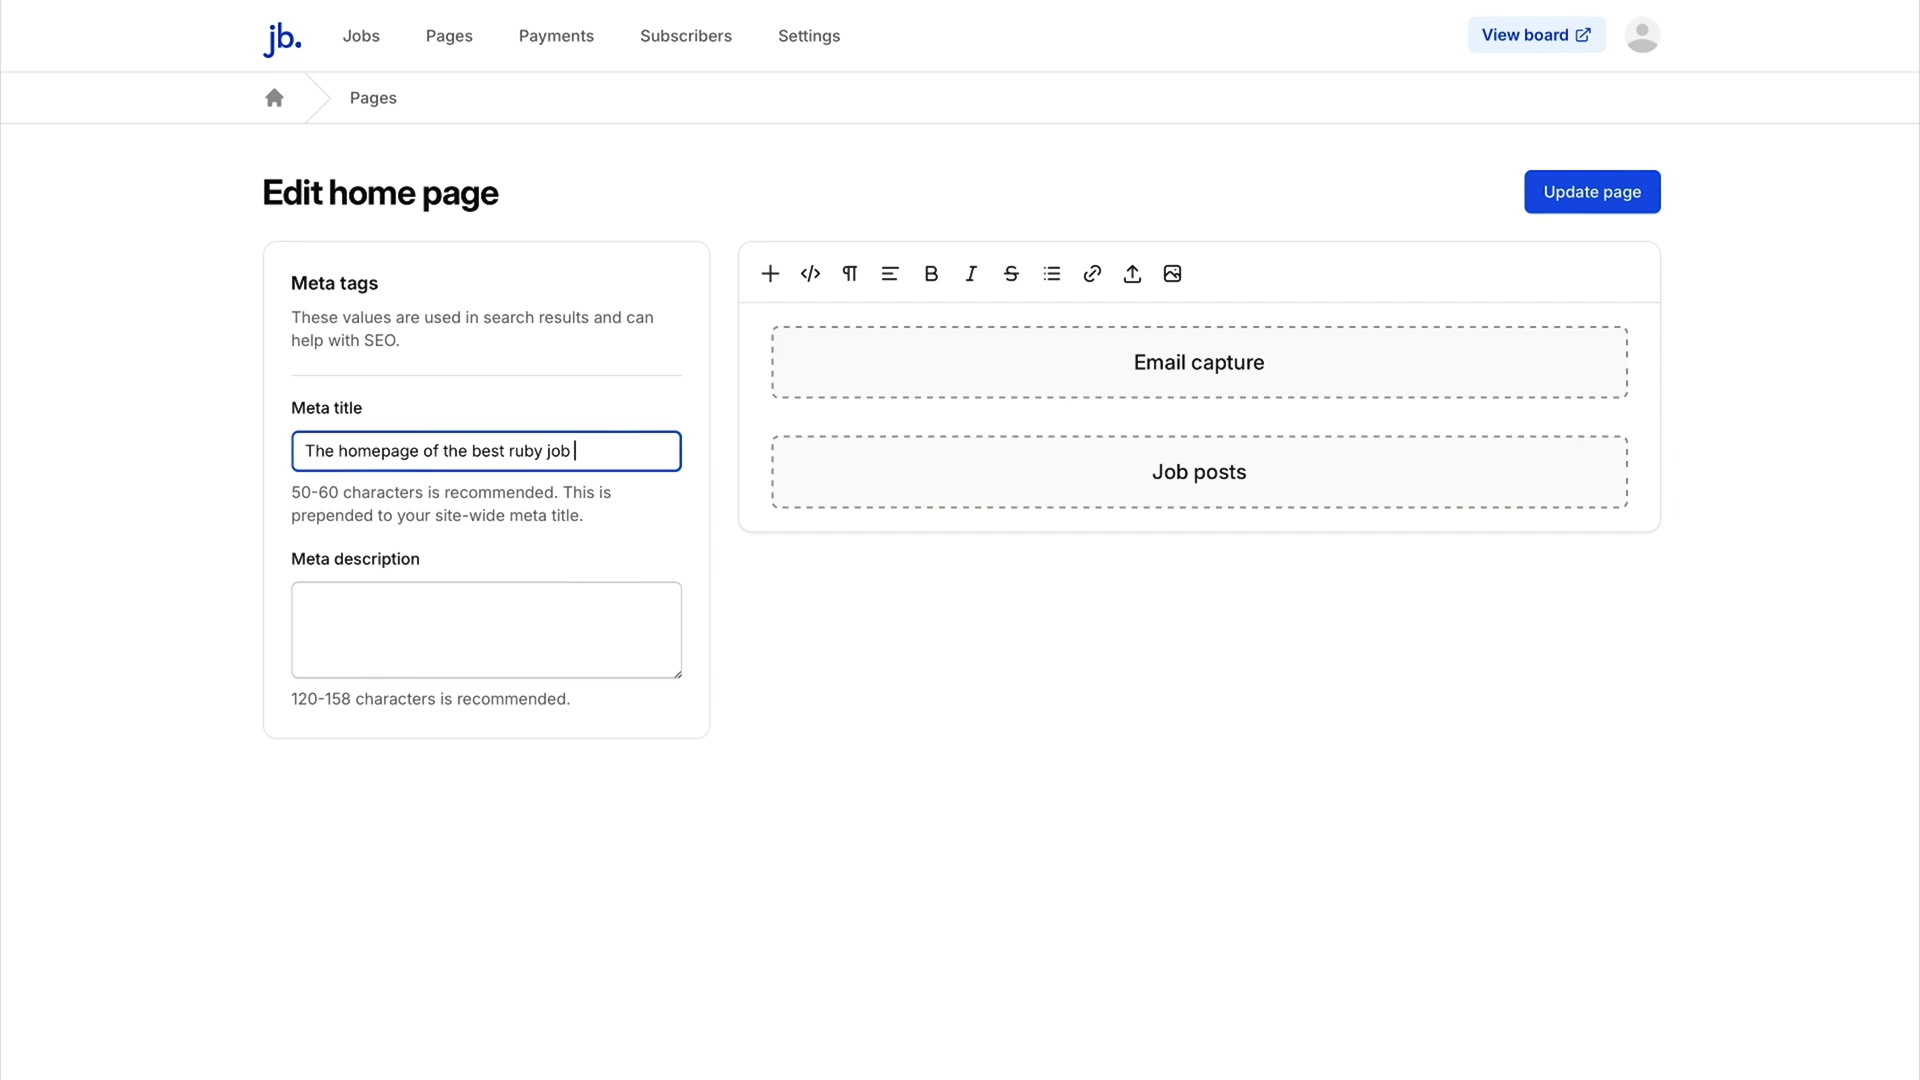 jb.
Jobs
Pages
Payments
Subscribers
Settings
View board
Pages
Edit home page
Update page
Meta tags
These values are used in search results and can
help with SEO.
Meta title
The homepage of the best ruby job
50-60 characters is recommended. This is
prepended to your site-wide meta title.
Meta description
120-158 characters is recommended.
Email capture
Job posts